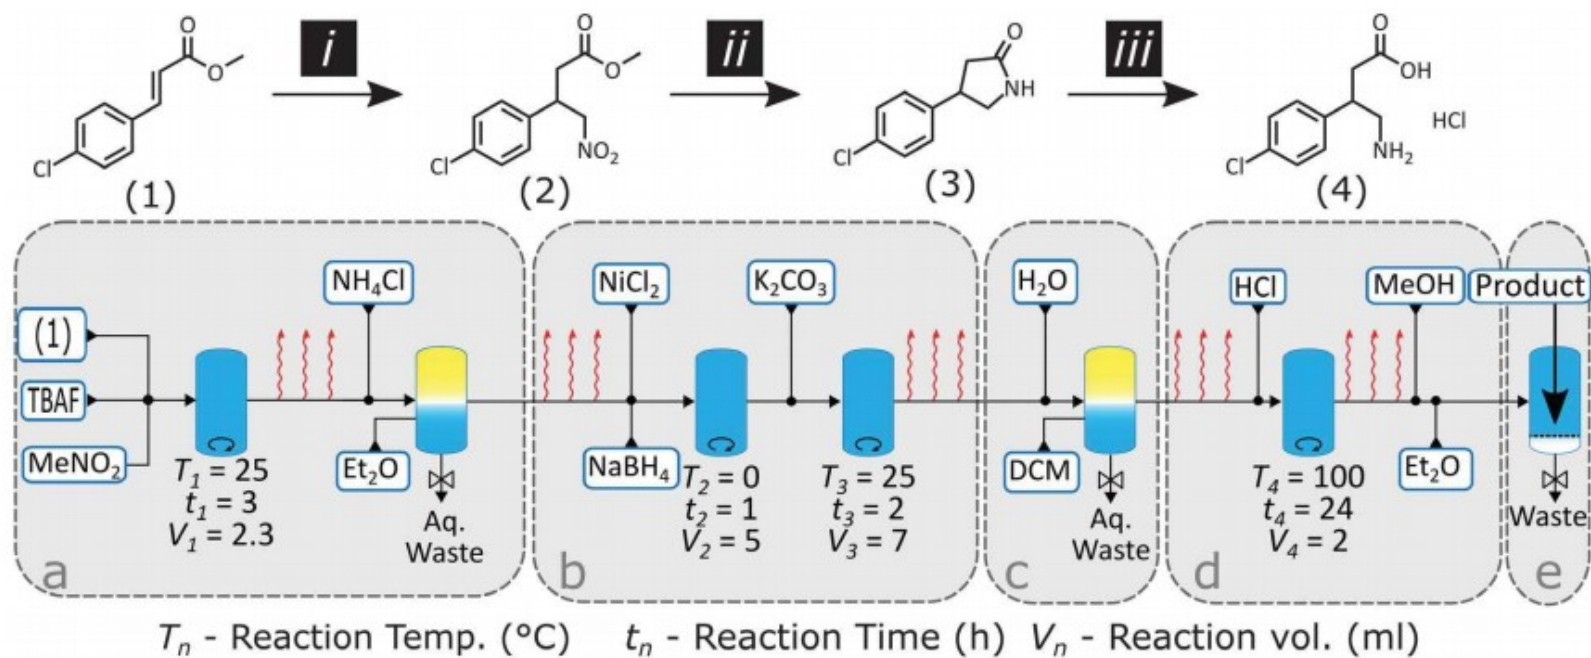 i
ii
iii
O
O
Cl
(1)
O
O
Cl
NO₂
(2)
O
NH
Cl
(3)
O
OH
Cl
NH₂
HCl
(4)
(1)
TBAF
MeNO₂
T₁ = 25
t₁ = 3
V₁ = 2.3
NH₄Cl
Et₂O
Aq.
Waste
a
NiCl₂
NaBH₄
T₂ = 0
t₂ = 1
V₂ = 5
K₂CO₃
T₃ = 25
t₃ = 2
V₃ = 7
b
H₂O
DCM
Aq.
Waste
c
HCl
T₄ = 100
t₄ = 24
V₄ = 2
MeOH
Et₂O
d
Product
Waste
e
Tₙ - Reaction Temp. (°C) tₙ - Reaction Time (h) Vₙ - Reaction vol. (ml)